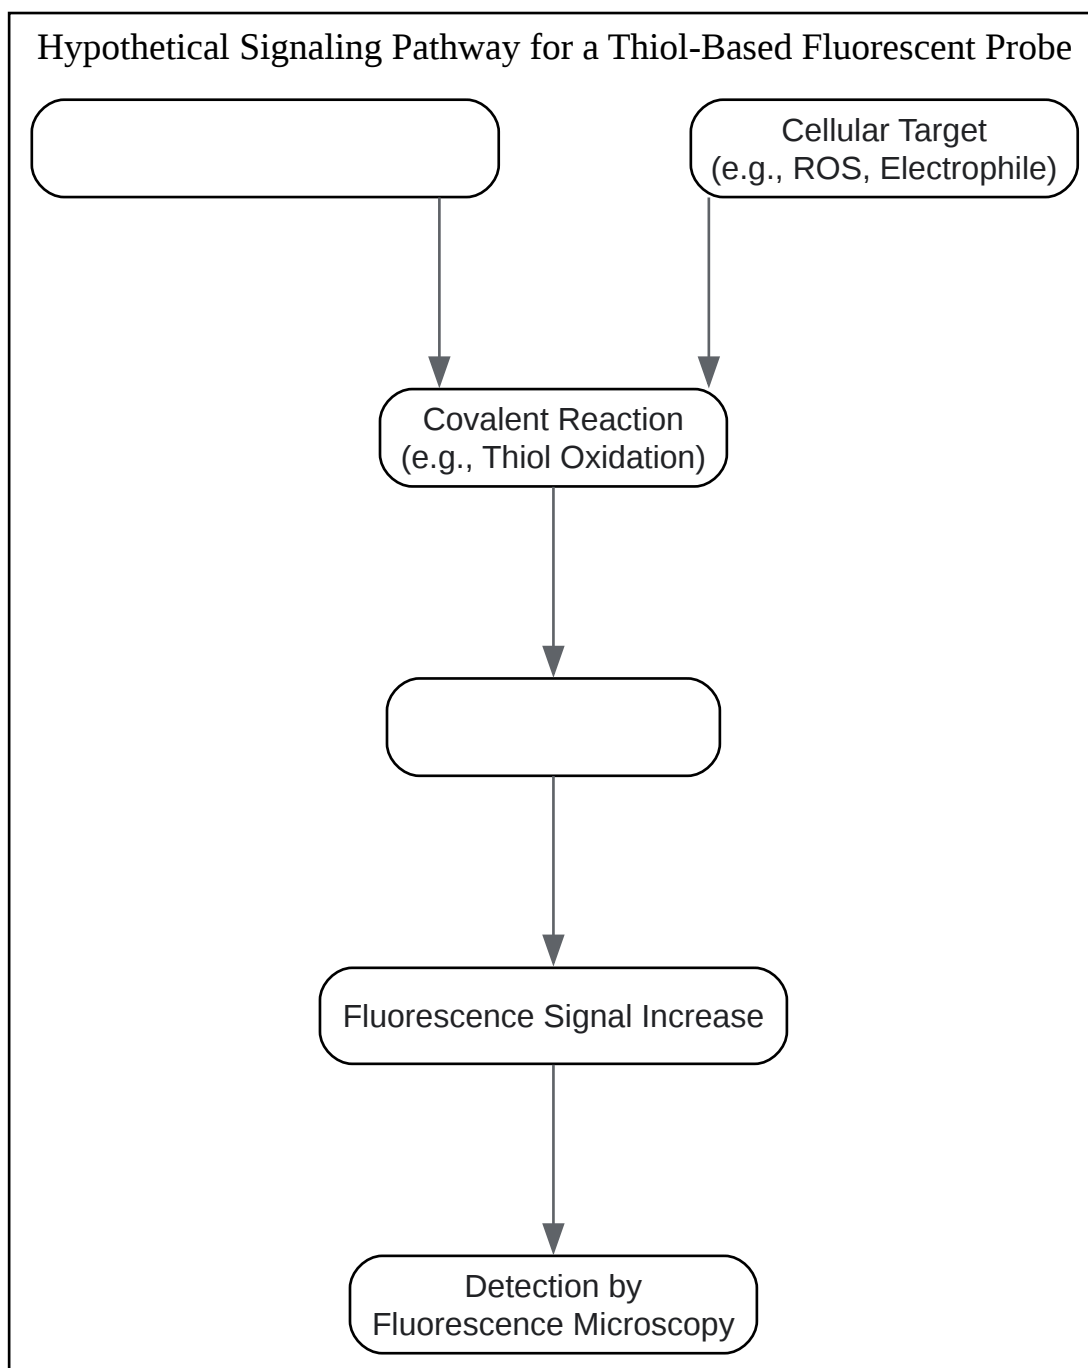 Hypothetical Signaling Pathway for a Thiol-Based Fluorescent Probe
Cellular Target
(e.g., ROS, Electrophile)
Covalent Reaction
(e.g., Thiol Oxidation)
Fluorescence Signal Increase
Detection by
Fluorescence Microscopy